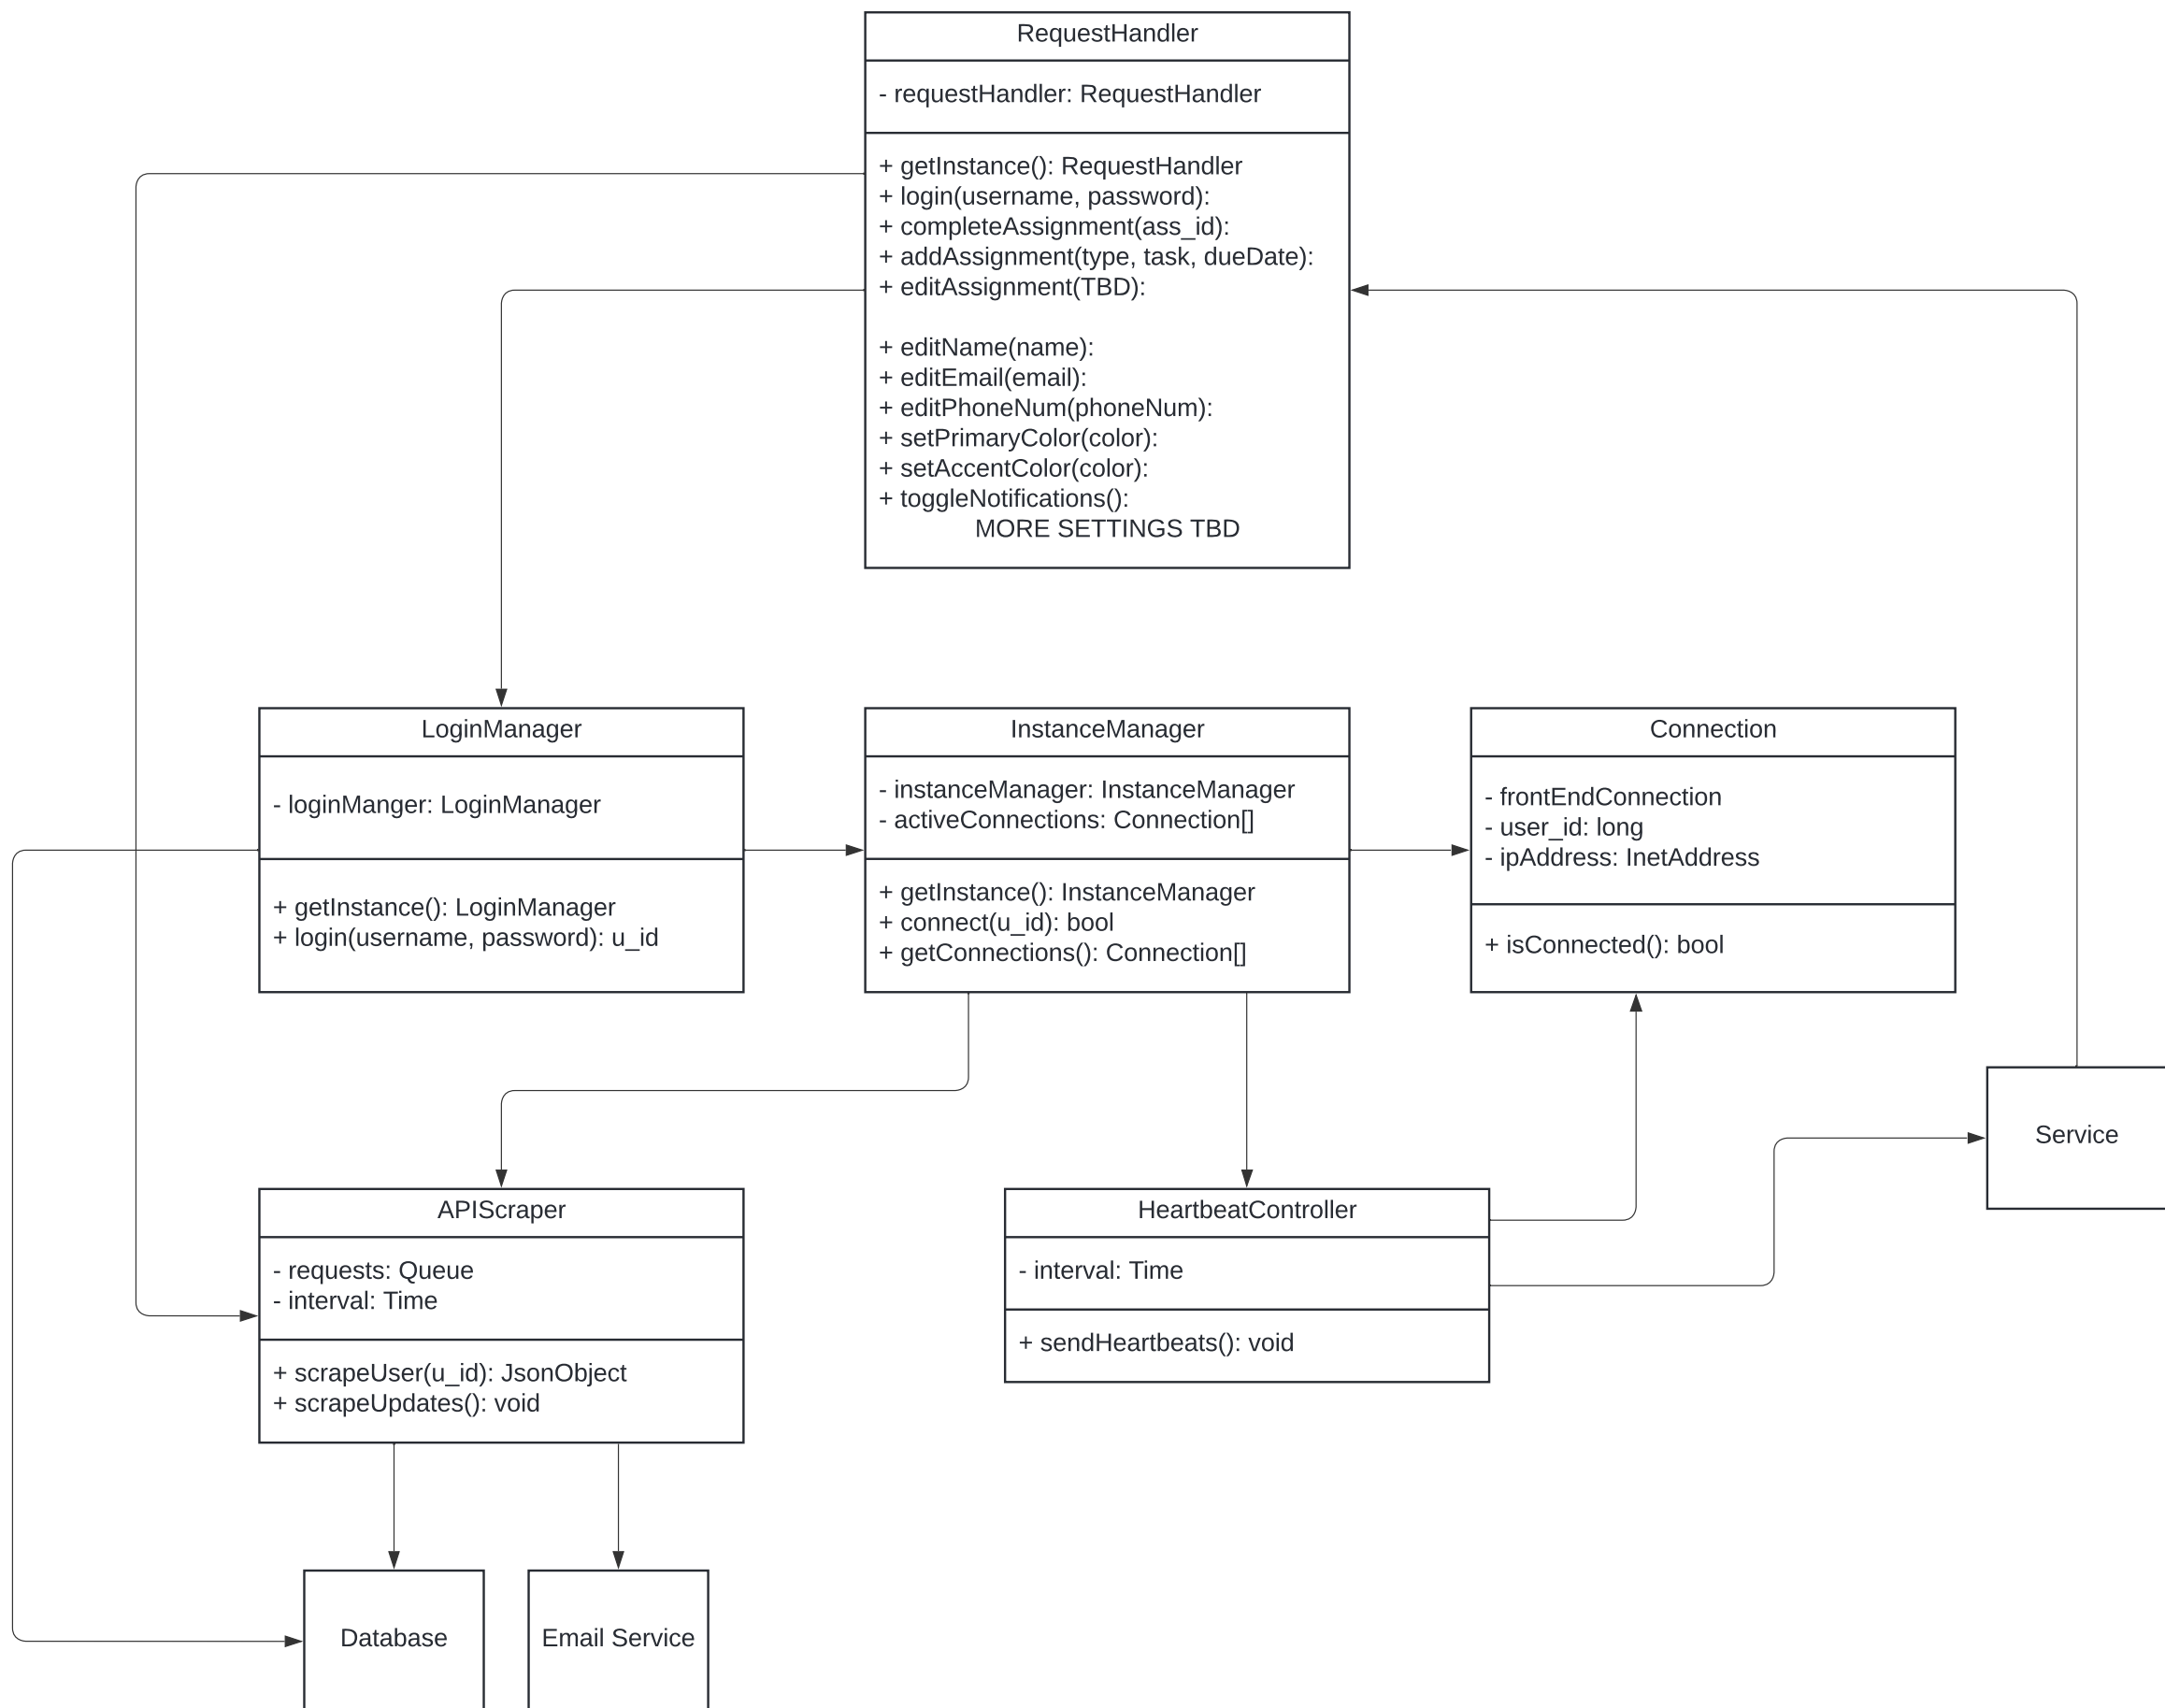 RequestHandler
- requestHandler: RequestHandler
+ getInstance(): RequestHandler
+ login(username, password):
+ completeAssignment(ass_id):
+ addAssignment(type, task, dueDate):
+ editAssignment(TBD):
+ editName(name):
+ editEmail(email):
+ editPhoneNum(phoneNum):
+ setPrimaryColor(color):
+ setAccentColor(color):
+ toggleNotifications():
MORE SETTINGS TBD
LoginManager
- loginManger: LoginManager
+ getInstance(): LoginManager
+ login(username, password): u_id
InstanceManager
- instanceManager: InstanceManager
- activeConnections: Connection[]
+ getInstance(): InstanceManager
+ connect(u_id): bool
+ getConnections(): Connection[]
Connection
- frontEndConnection
- user_id: long
- ipAddress: InetAddress
+ isConnected(): bool
Service
APIScraper
- requests: Queue
- interval: Time
+ scrapeUser(u_id): JsonObject
+ scrapeUpdates(): void
HeartbeatController
- interval: Time
+ sendHeartbeats(): void
Database
Email Service